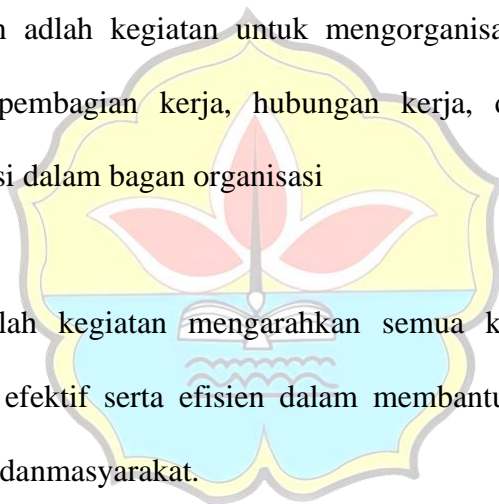 adlah kegiatan untuk mengorganisa
pembagian kerja, hubungan kerja,
si dalam bagan organisasi
lah kegiatan mengarahkan semua k
efektif serta efisien dalam membantu
danmasyarakat.